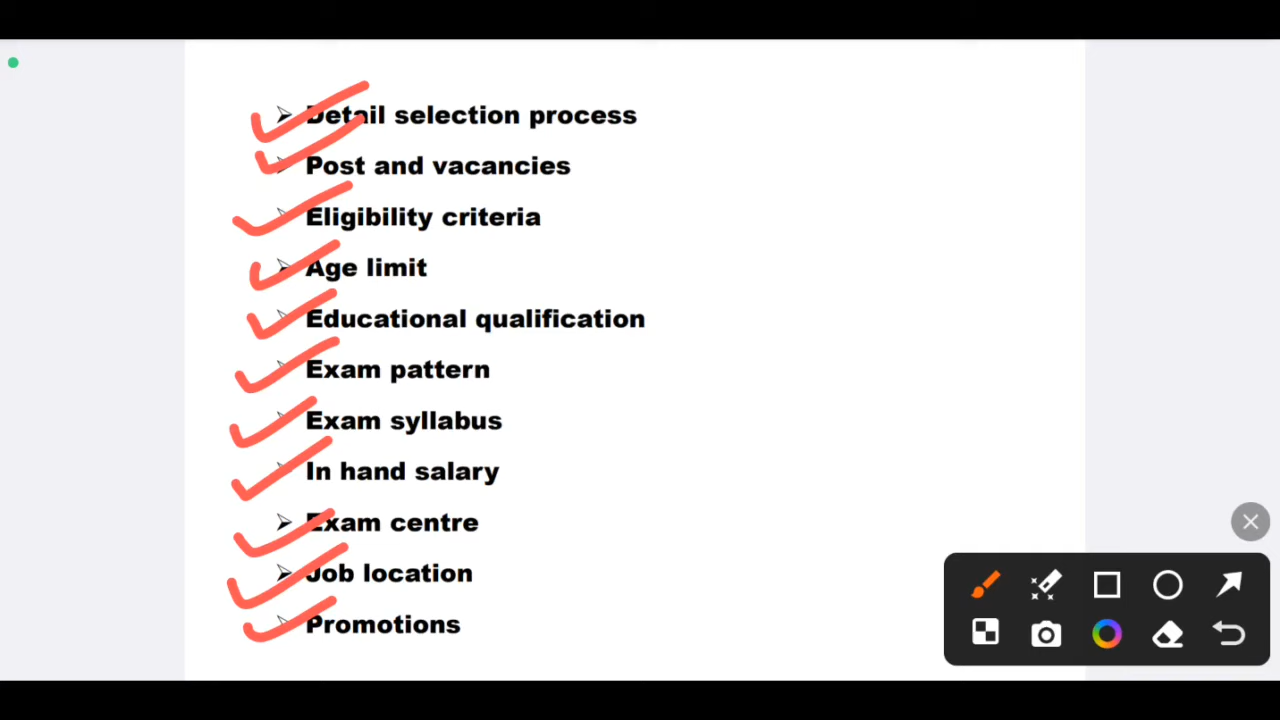 Detail selection process
Post and vacancies
Eligibility criteria
Age limit
Educational qualification
Exam pattern
Exam syllabus
In hand salary
Exam centre
Job location
Promotions